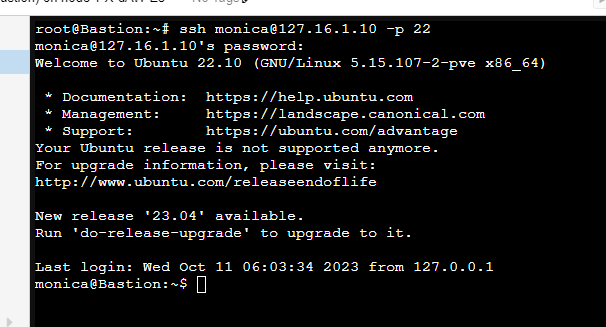 root@Bastion:~# ssh monica@127.16.1.10 -p 22
monica@127.16.1.10's password:
Welcome to Ubuntu 22.10 (GNU/Linux 5.15.107-2-pve x86_64)
* Documentation: https://help.ubuntu.com
* Management: https://landscape.canonical.com
* Support: https://ubuntu.com/advantage
Your Ubuntu release is not supported anymore.
For upgrade information, please visit:
http://www.ubuntu.com/releaseendoflife
New release '23.04' available.
Run 'do-release-upgrade' to upgrade to it.
Last login: Wed Oct 11 06:03:34 2023 from 127.0.0.1
monica@Bastion:~$